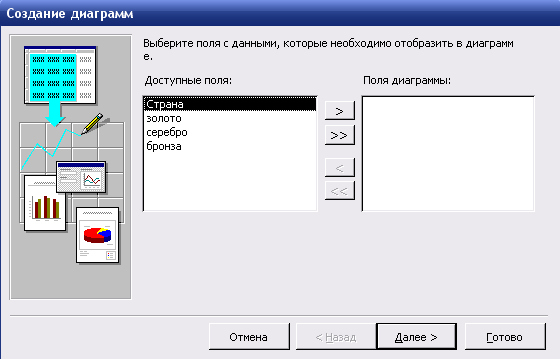 Создание диаграмм
Выберите поля с данными, которые необходимо отобразить в диаграмм
е.
Доступные поля:
Поля диаграммы:
Страна
золото
серебро
бронза
>
>>
<
<<
Отмена
< Назад
Далее >
Готово